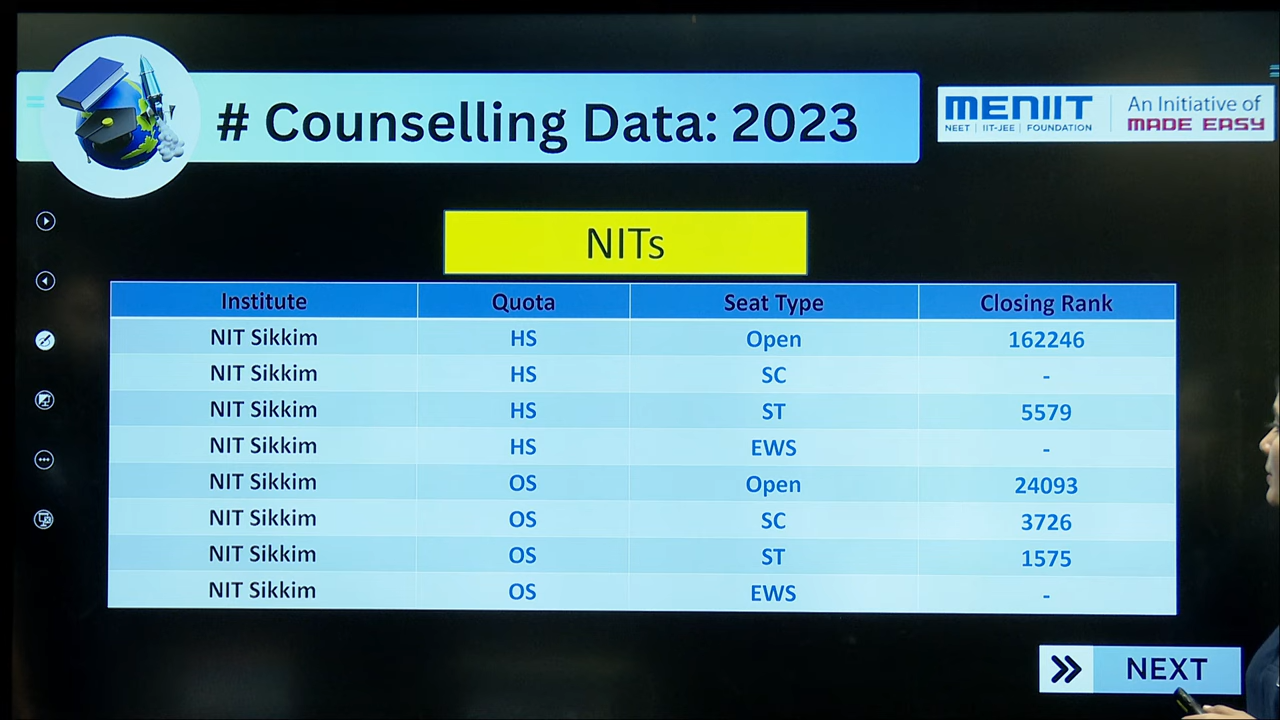 # Counselling Data: 2023
MENIIT
NEET | IIT-JEE | FOUNDATION
An Initiative of
MADE EASY
NITs
Institute Quota Seat Type Closing Rank
NIT Sikkim HS Open 162246
NIT Sikkim HS SC -
NIT Sikkim HS ST 5579
NIT Sikkim HS EWS -
NIT Sikkim OS Open 24093
NIT Sikkim OS SC 3726
NIT Sikkim OS ST 1575
NIT Sikkim OS EWS -
NEXT